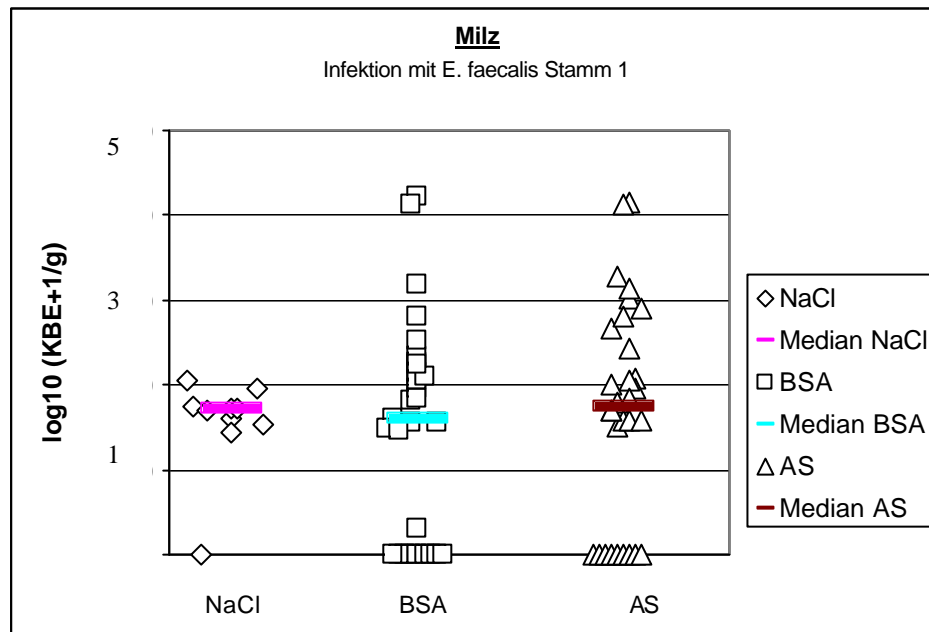 Milz
Infektion mit E. faecalis Stamm 1
log10 (KBE+1/g)
5
3
1
NaCl
BSA
AS
NaCl
Median NaCl
BSA
Median BSA
AS
Median AS